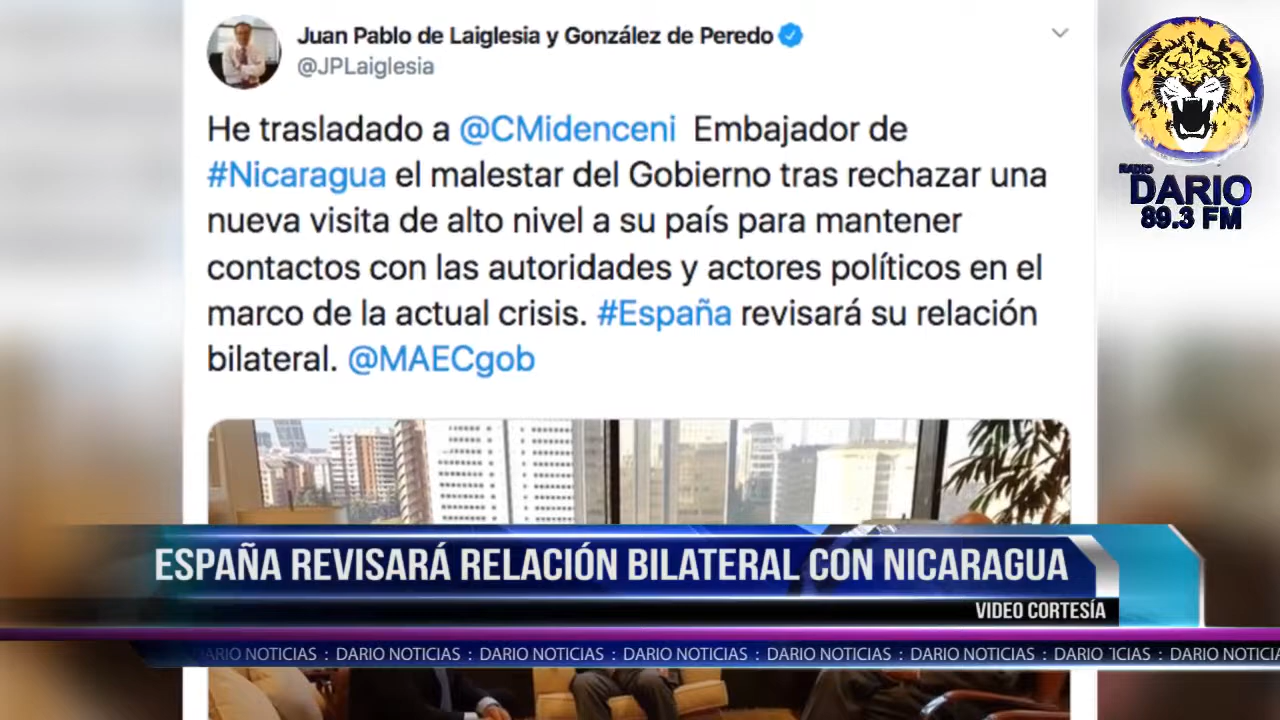 Juan Pablo de Laiglesia y González de Peredo
@JPLaiglesia
He trasladado a @CMidenceni Embajador de
#Nicaragua el malestar del Gobierno tras rechazar una
nueva visita de alto nivel a su país para mantener
contactos con las autoridades y actores políticos en el
marco de la actual crisis. #España revisará su relación
bilateral. @MAECgob
RADIO
DARIO
89.3 FM
ESPAÑA REVISARÁ RELACIÓN BILATERAL CON NICARAGUA
VIDEO CORTESÍA
DARIO NOTICIAS : DARIO NOTICIAS : DARIO NOTICIAS : DARIO NOTICIAS : DARIO NOTICIAS : DARIO NOTICIAS : DARIO ICIAS : DARIO NOTICIA